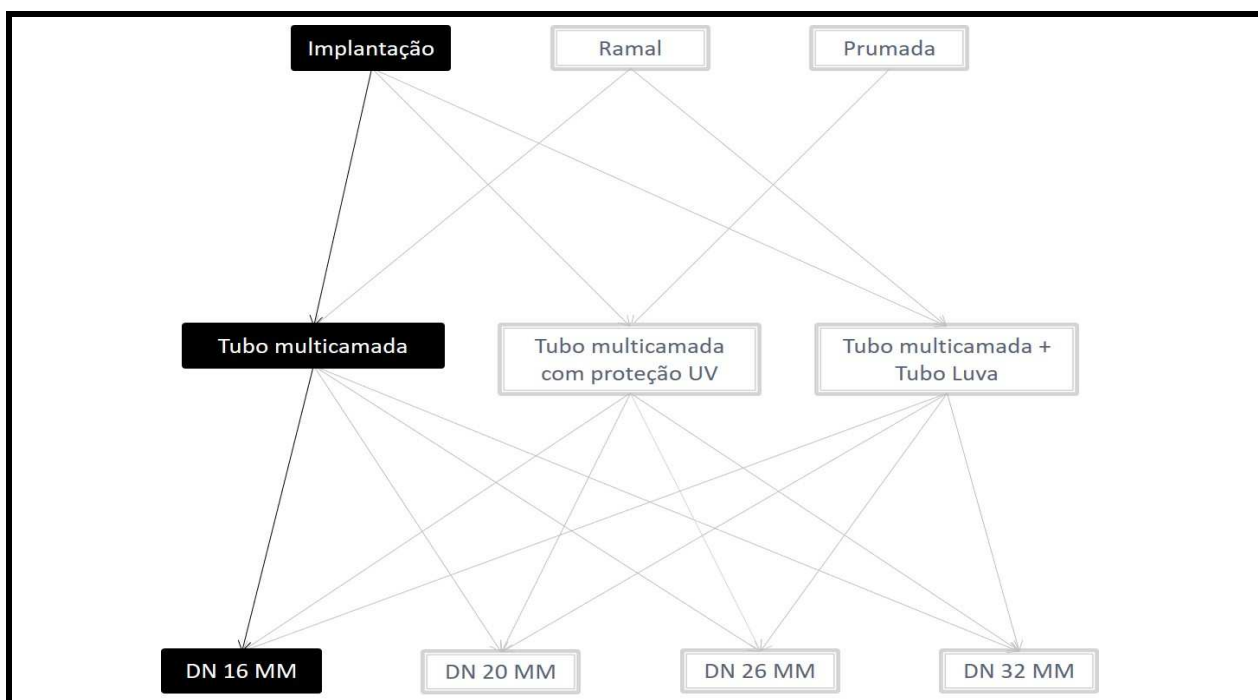 Implantação
Ramal
Prumada
Tubo multicamada
Tubo multicamada
com proteção UV
Tubo multicamada +
Tubo Luva
DN 16 MM
DN 20 MM
DN 26 MM
DN 32 MM